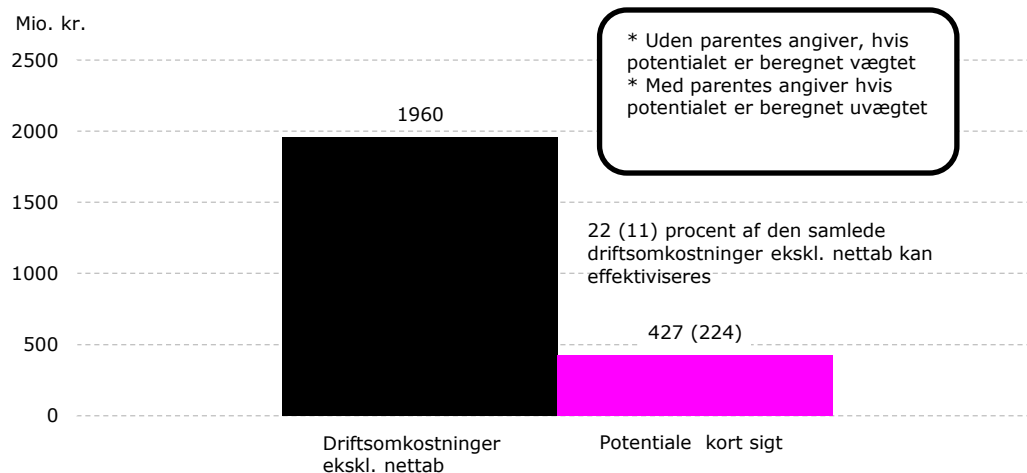 Mio. kr.
2500
2000
1500
1000
500
0
* Uden parentes angiver, hvis
potentialet er beregnet vægtet
* Med parentes angiver hvis
potentialet er beregnet uvægtet
1960
22 (11) procent af den samlede
driftsomkostninger ekskl. nettab kan
effektiviseres
427 (224)
Driftsomkostninger
ekskl. nettab
Potentiale kort sigt